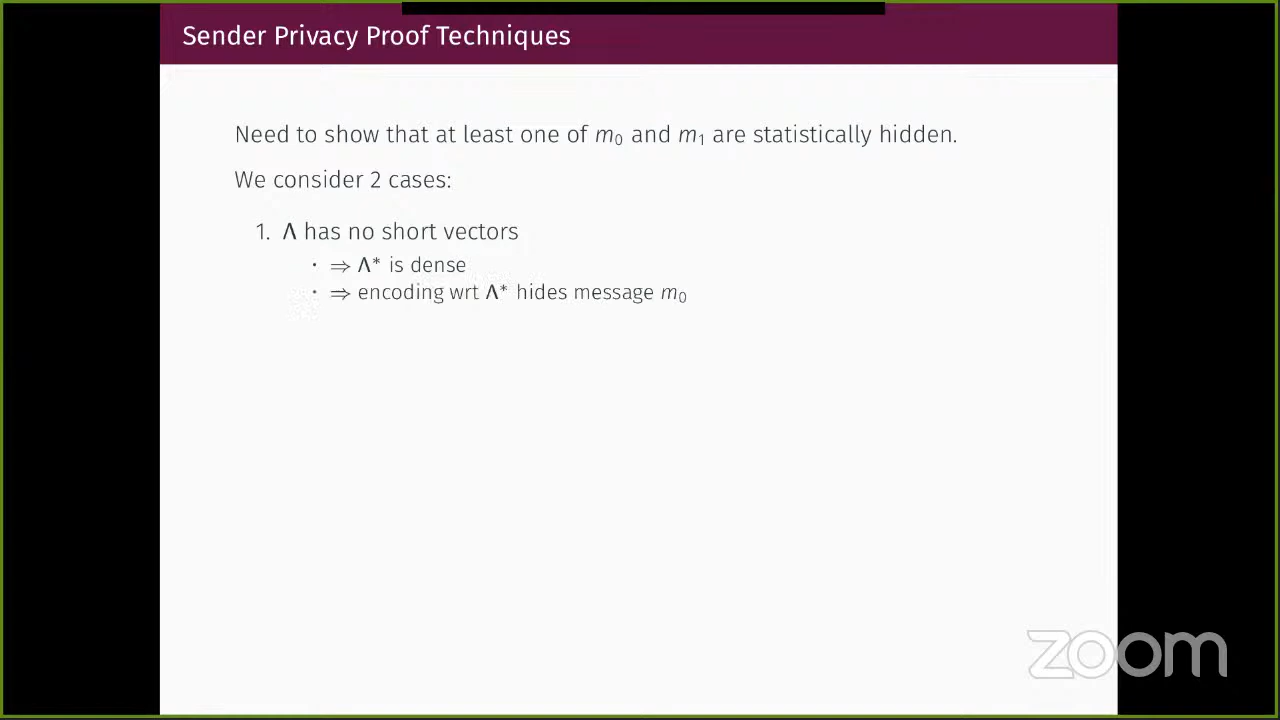 Sender Privacy Proof Techniques
Need to show that at least one of m₀ and m₁ are statistically hidden.
We consider 2 cases:
1. Λ has no short vectors
· ⇒ Λ* is dense
· ⇒ encoding wrt Λ* hides message m₀
zoom